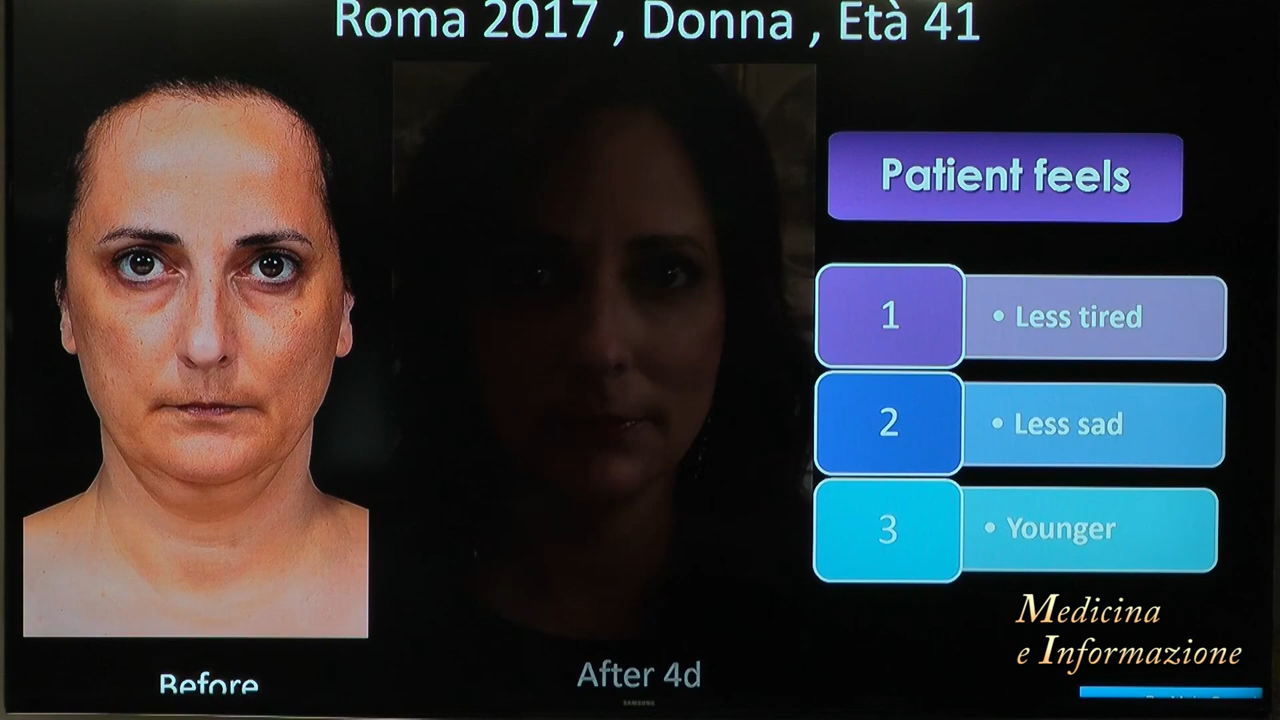 Roma 2017 , Donna , Età 41
Patient feels
1
• Less tired
2
• Less sad
3
• Younger
Before
After 4d
SAMSUNG
Medicina
e Informazione